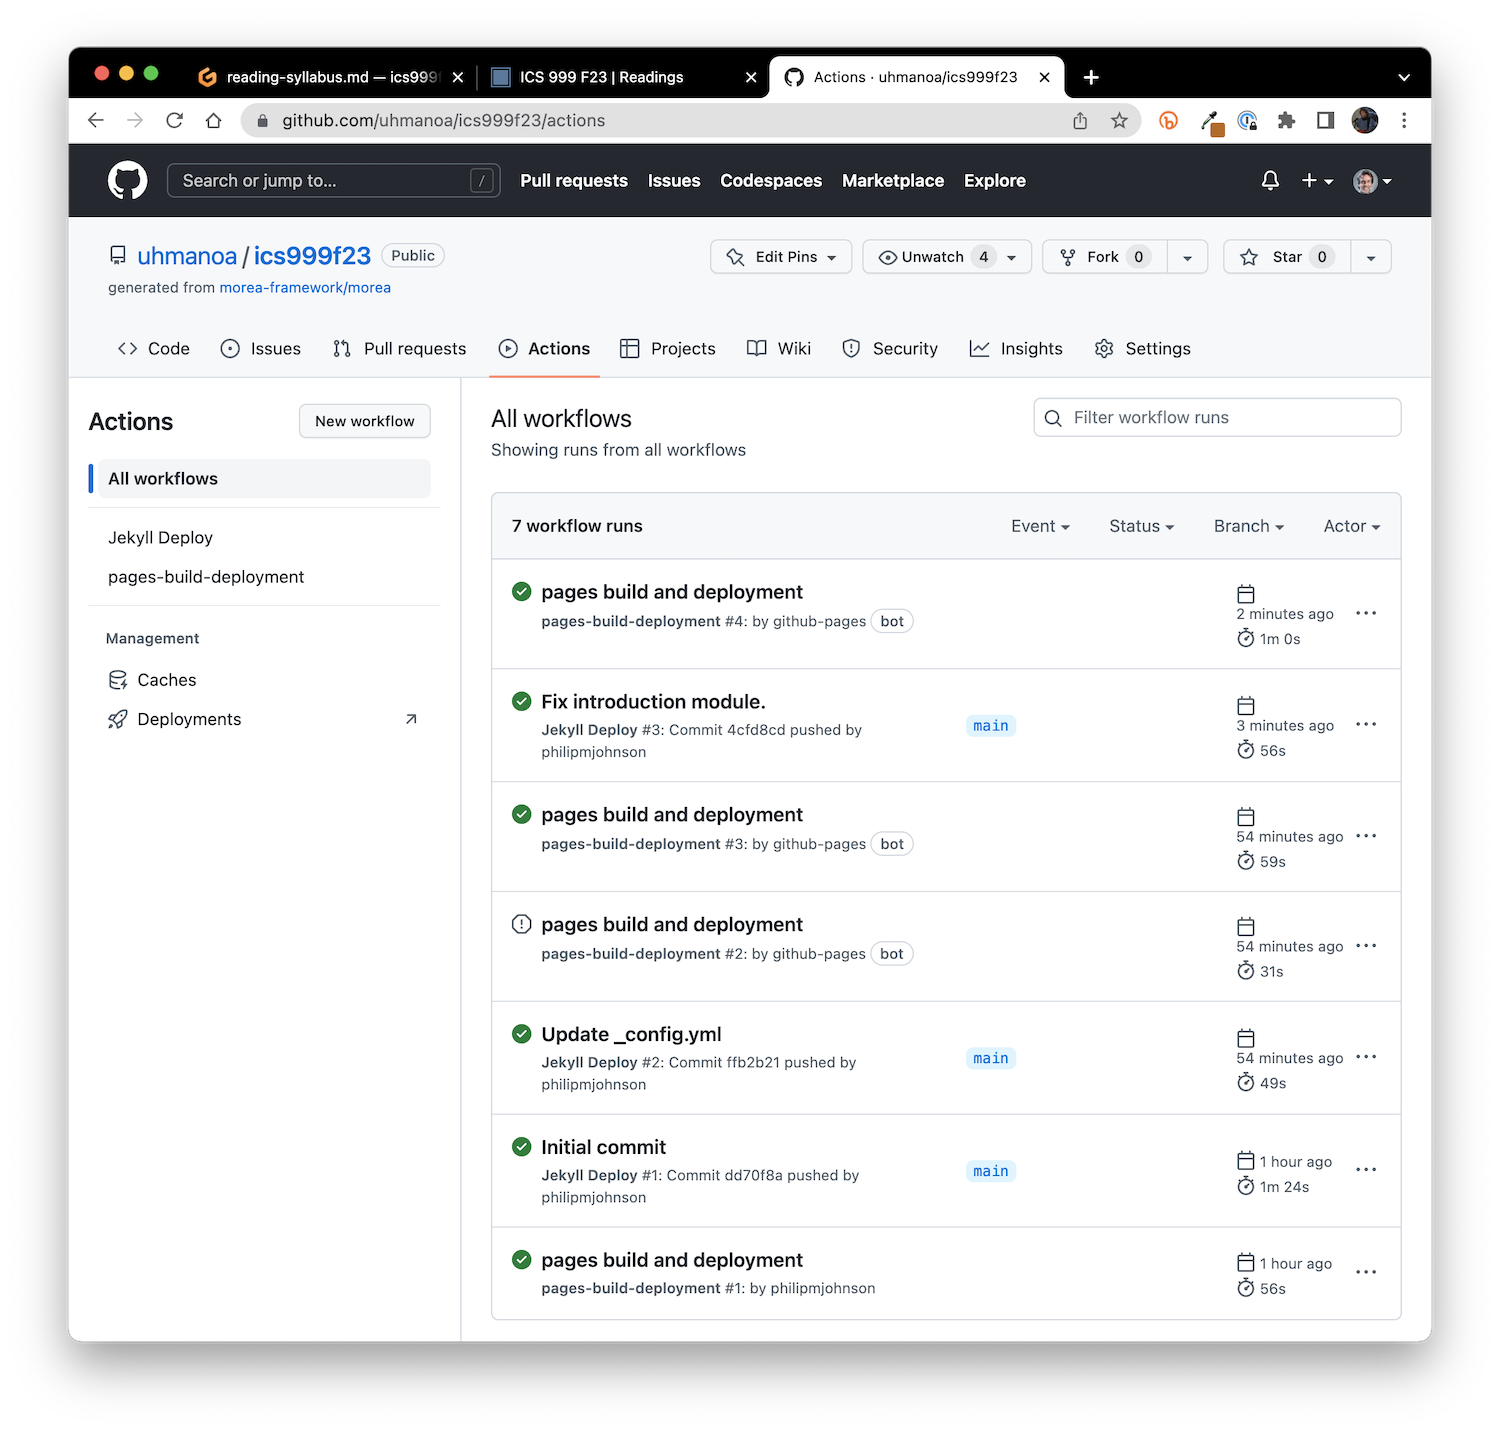 reading-syllabus.md — ics999f
ICS 999 F23 | Readings
Actions · uhmanoa/ics999f23
github.com/uhmanoa/ics999f23/actions
Search or jump to... /
Pull requests Issues Codespaces Marketplace Explore
uhmanoa / ics999f23 Public
Edit Pins Unwatch 4 Fork 0 Star 0
generated from morea-framework/morea
Code Issues Pull requests Actions Projects Wiki Security Insights Settings
Actions
New workflow
All workflows
Jekyll Deploy
pages-build-deployment
Management
Caches
Deployments
All workflows
Showing runs from all workflows
Filter workflow runs
7 workflow runs Event Status Branch Actor
pages build and deployment
pages-build-deployment #4: by github-pages bot
2 minutes ago
1m 0s
Fix introduction module.
Jekyll Deploy #3: Commit 4cfd8cd pushed by
philipmjohnson
main
3 minutes ago
56s
pages build and deployment
pages-build-deployment #3: by github-pages bot
54 minutes ago
59s
pages build and deployment
pages-build-deployment #2: by github-pages bot
54 minutes ago
31s
Update _config.yml
Jekyll Deploy #2: Commit ffb2b21 pushed by
philipmjohnson
main
54 minutes ago
49s
Initial commit
Jekyll Deploy #1: Commit dd70f8a pushed by
philipmjohnson
main
1 hour ago
1m 24s
pages build and deployment
pages-build-deployment #1: by philipmjohnson
1 hour ago
56s